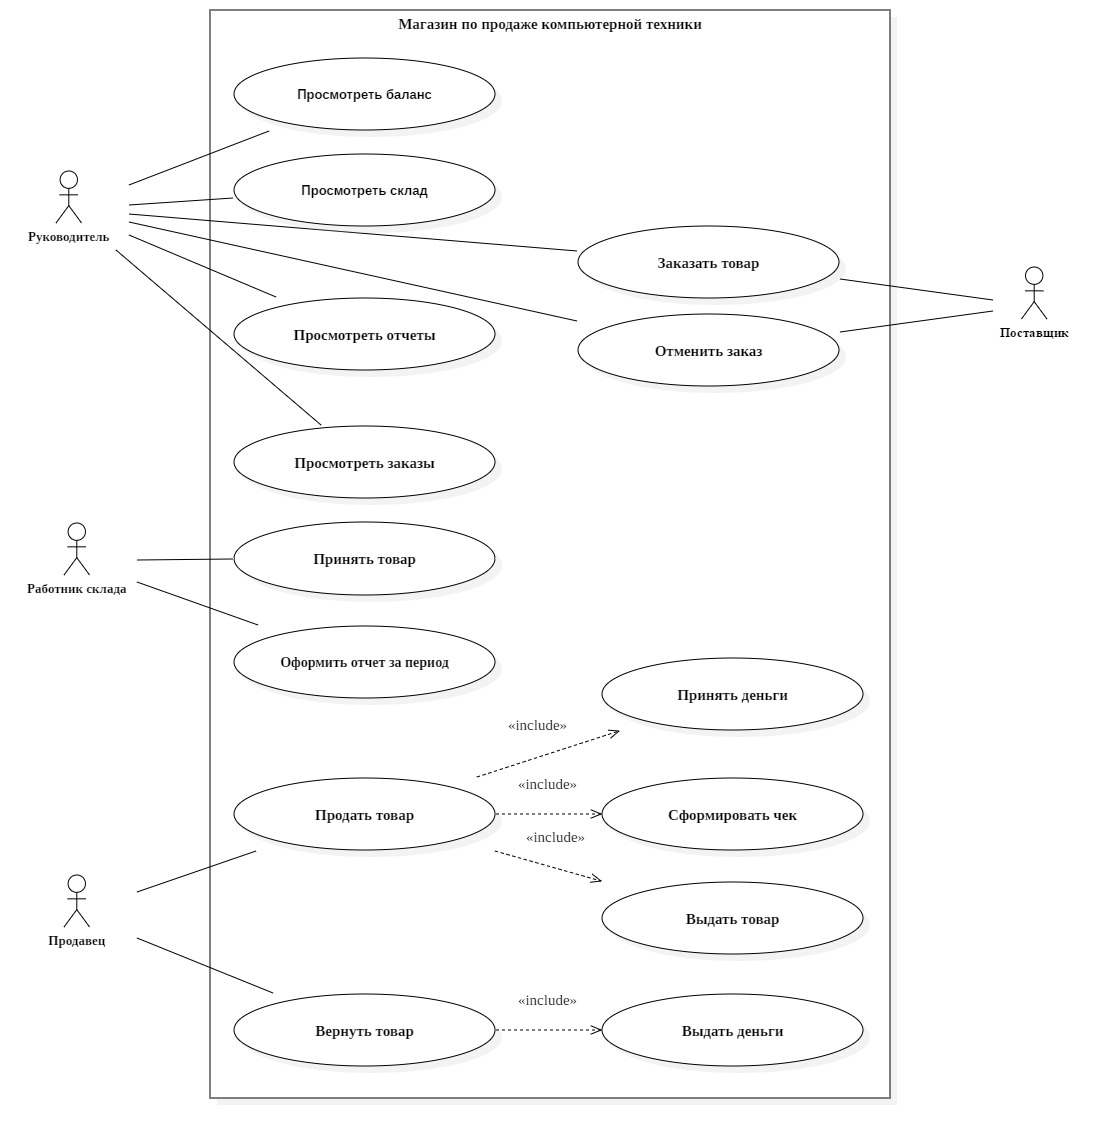 Магазин по продаже компьютерной техники
Просмотреть баланс
Просмотреть склад
Руководитель
Заказать товар
Поставщик
Просмотреть отчеты
Отменить заказ
Просмотреть заказы
Принять товар
Работник склада
Оформить отчет за период
Принять деньги
«include»
«include»
Продать товар
Сформировать чек
«include»
Выдать товар
Продавец
«include»
Вернуть товар
Выдать деньги